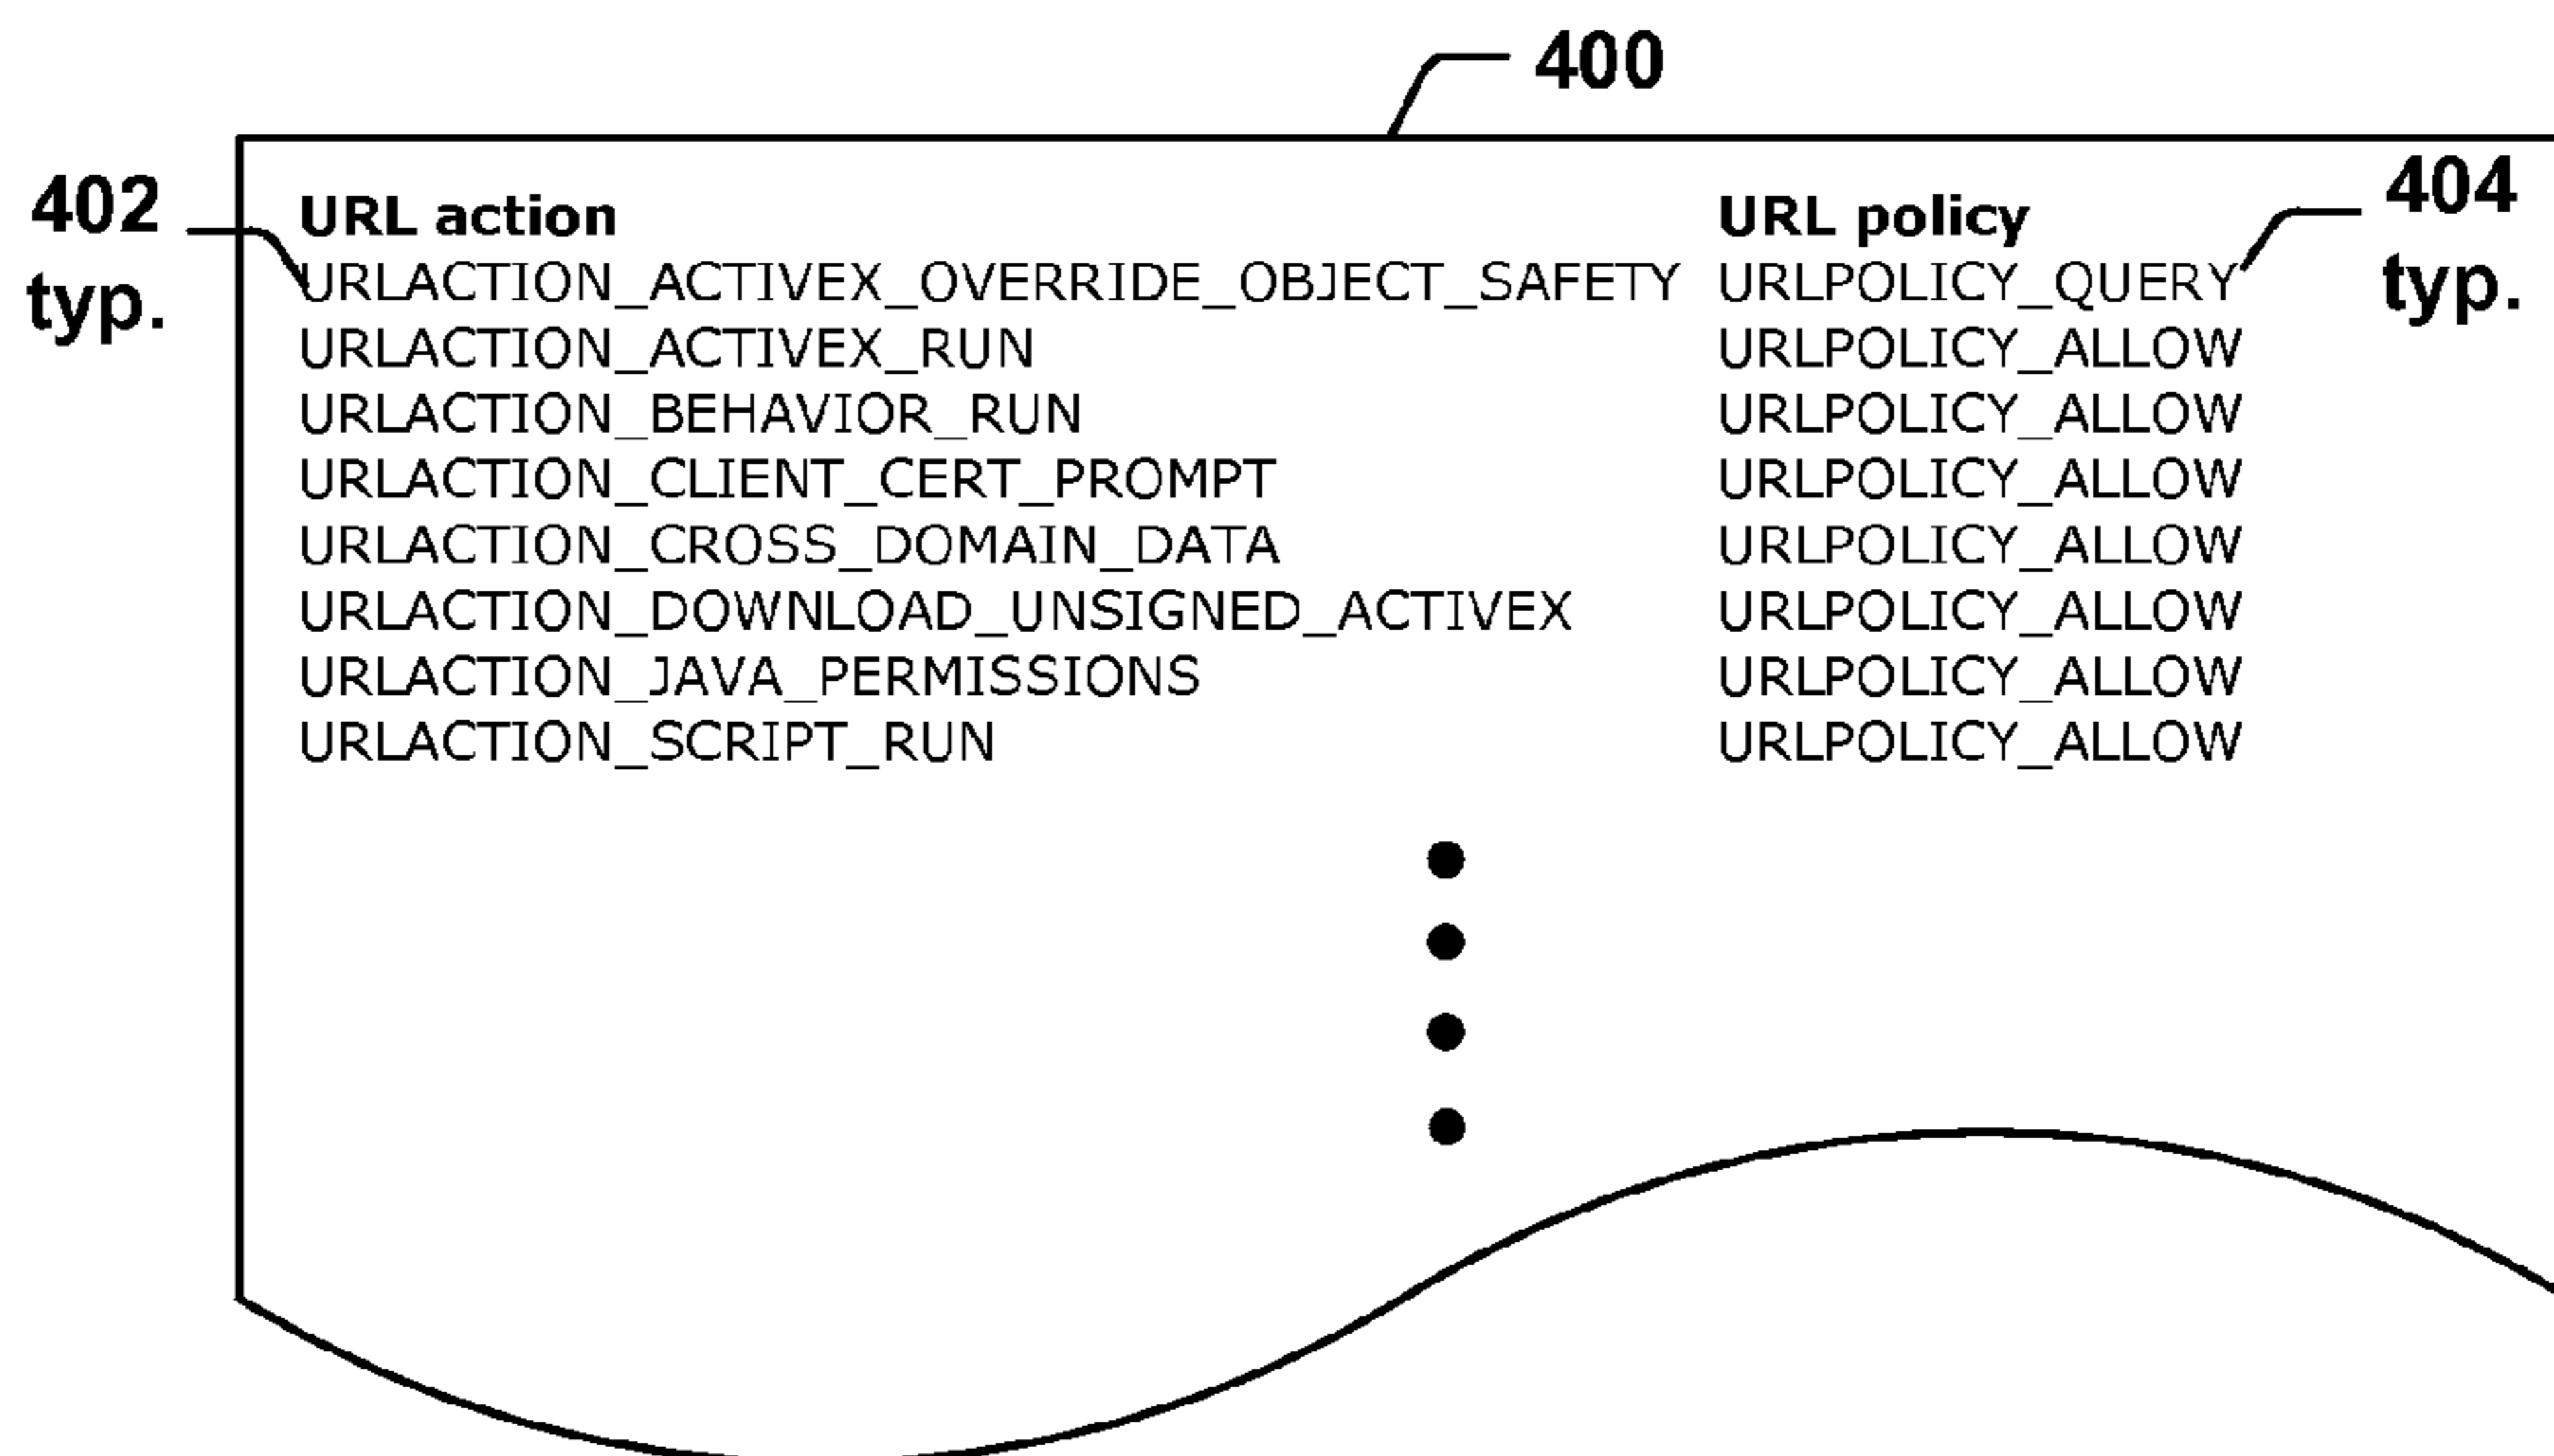 400
402 typ.
404 typ.
URL action URL policy
URLACTION_ACTIVEX_OVERRIDE_OBJECT_SAFETY URLPOLICY_QUERY
URLACTION_ACTIVEX_RUN URLPOLICY_ALLOW
URLACTION_BEHAVIOR_RUN URLPOLICY_ALLOW
URLACTION_CLIENT_CERT_PROMPT URLPOLICY_ALLOW
URLACTION_CROSS_DOMAIN_DATA URLPOLICY_ALLOW
URLACTION_DOWNLOAD_UNSIGNED_ACTIVEX URLPOLICY_ALLOW
URLACTION_JAVA_PERMISSIONS URLPOLICY_ALLOW
URLACTION_SCRIPT_RUN URLPOLICY_ALLOW